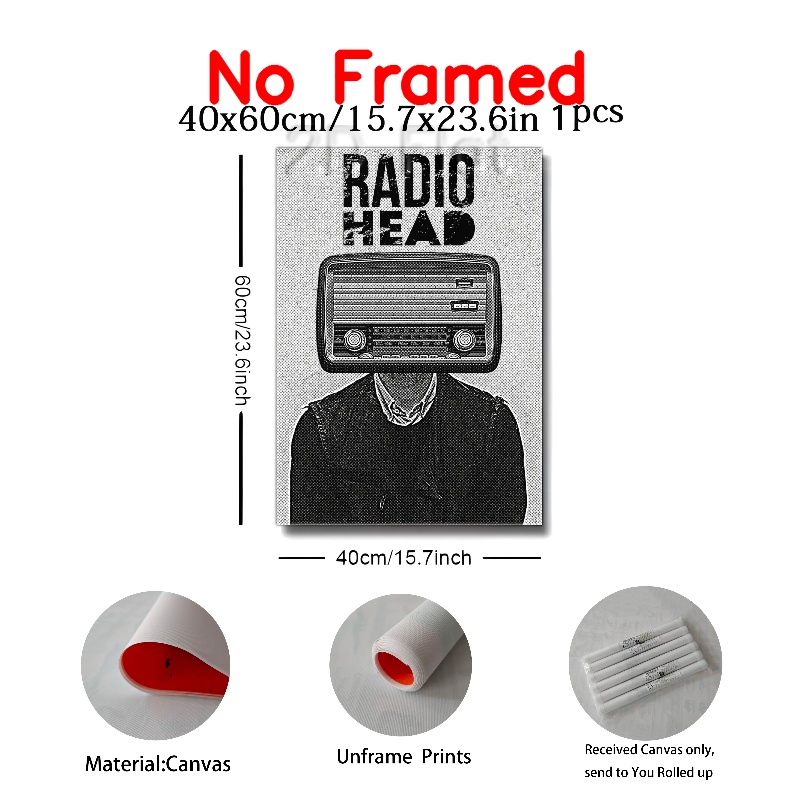 No Framed
40x60cm/15.7x23.6in 1pcs
RADIO
HEAD
60cm/23.6inch
40cm/15.7inch
Material:Canvas
Unframe Prints
Received Canvas only,
send to You Rolled up